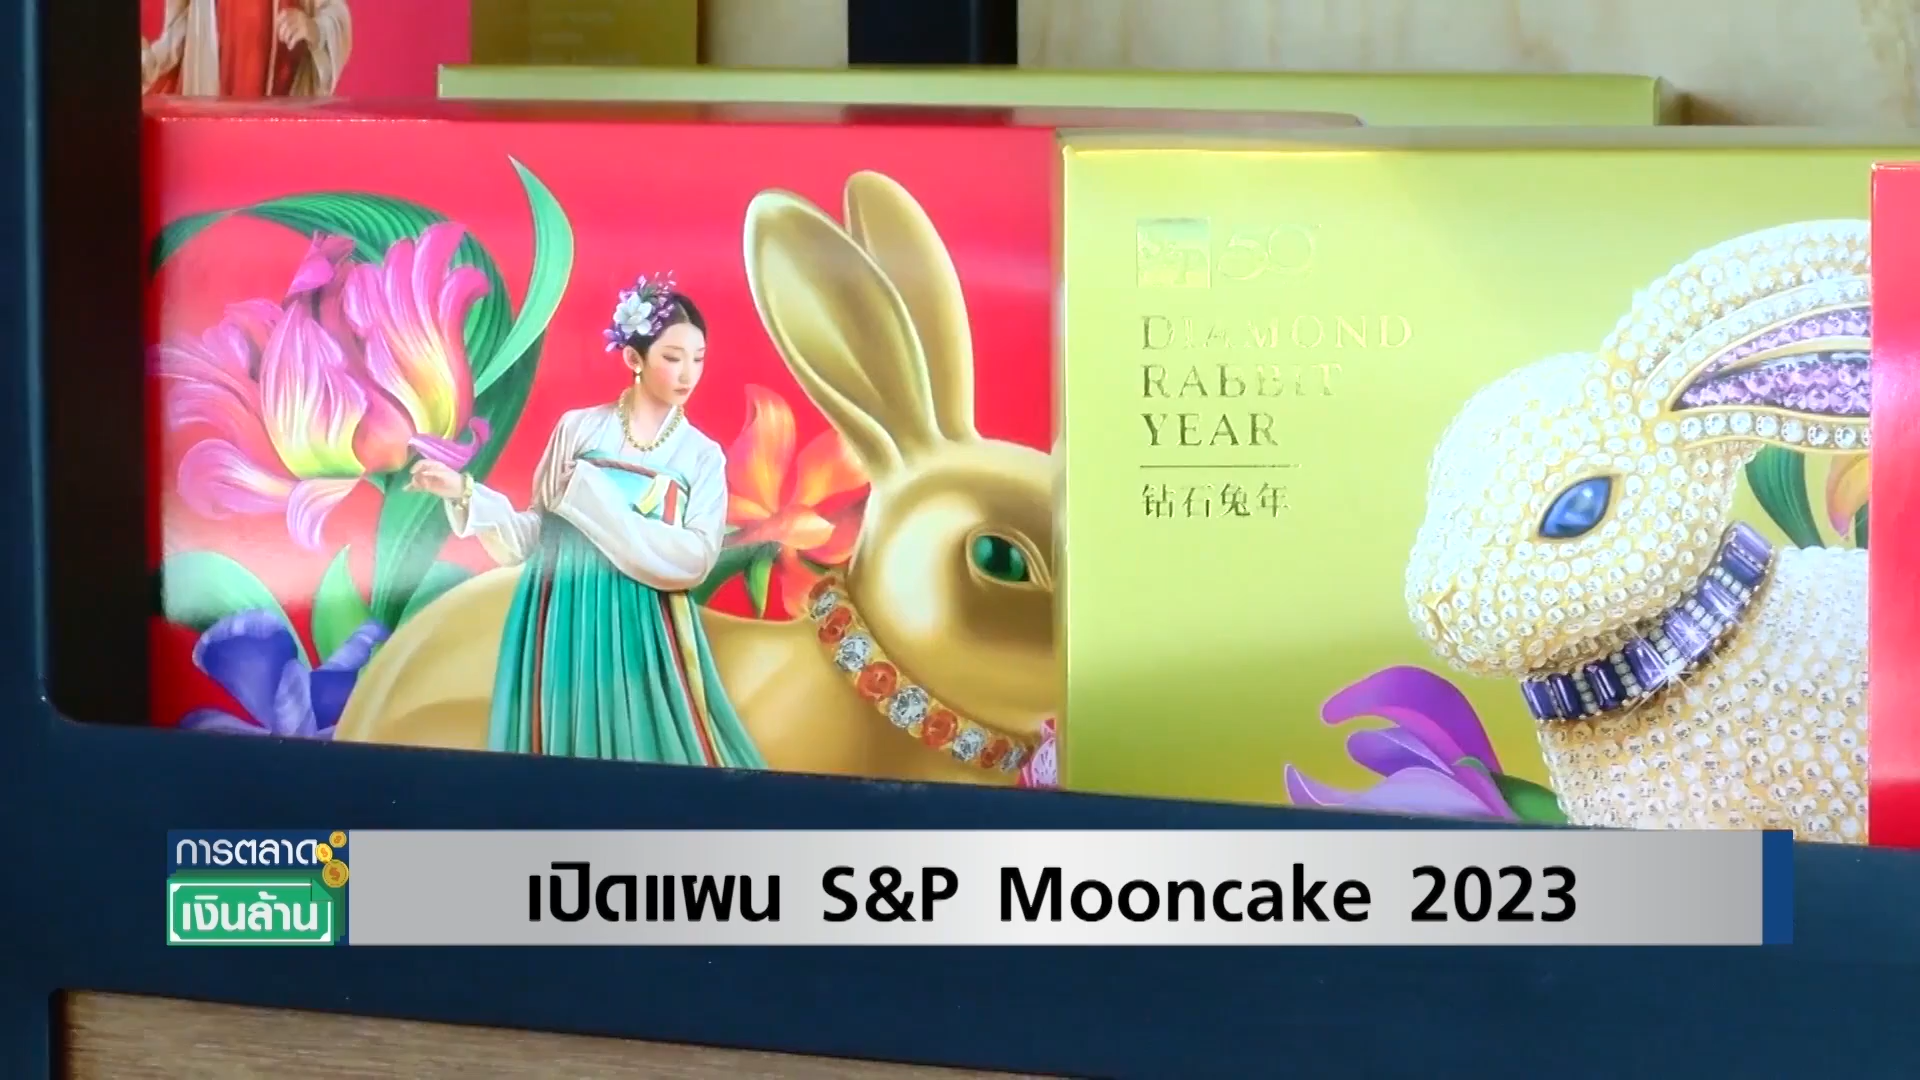 S&P 50
DIAMOND
RABBIT
YEAR
钻石兔年
การตลาด
เงินล้าน
เปิดแผน S&P Mooncake 2023